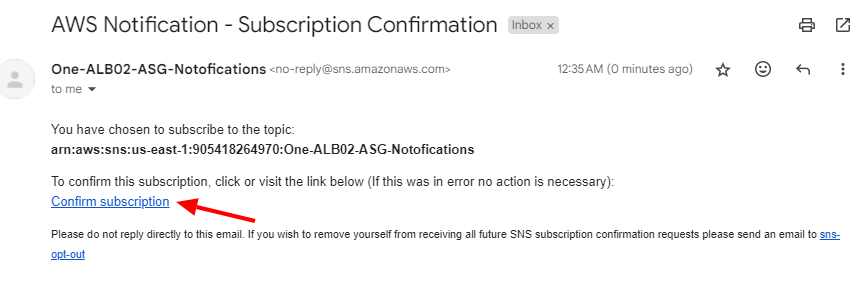 AWS Notification - Subscription Confirmation Inbox ×
One-ALB02-ASG-Notofications <no-reply@sns.amazonaws.com> 12:35 AM (0 minutes ago)
to me
You have chosen to subscribe to the topic:
arn:aws:sns:us-east-1:905418264970:One-ALB02-ASG-Notofications
To confirm this subscription, click or visit the link below (If this was in error no action is necessary):
Confirm subscription
Please do not reply directly to this email. If you wish to remove yourself from receiving all future SNS subscription confirmation requests please send an email to sns-
opt-out